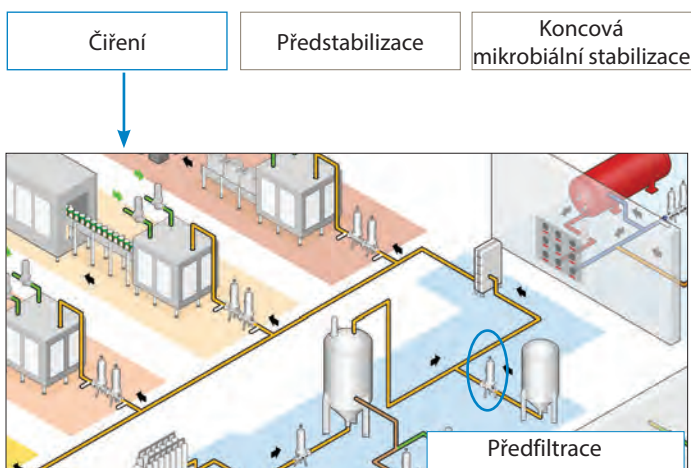 Čiření
Předstabilizace
Koncová
mikrobiální stabilizace
Předfiltrace